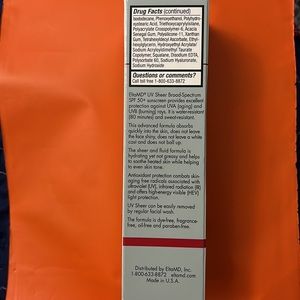 Drug Facts (continued)
Isododecane, Phenoxyethanol, Polyhydro-
xystearic Acid, Triethoxycaprylylsilane,
Polyacrylate Crosspolymer-6, Acacia
Senegal Gum, Polysilicone-11, Xanthan
Gum, Tetrahexyldecyl Ascorbate, Ethyl-
hexylglycerin, Hydroxyethyl Acrylate/
Sodium Acryloyldimethyl Taurate
Copolymer, Squalane, Disodium EDTA,
Polysorbate 60, Sodium Hyaluronate,
Sodium Hydroxide
Questions or comments?
Call toll free 1-800-633-8872
EltaMD® UV Sheer Broad-Spectrum
SPF 50+ sunscreen provides excellent
protection against UVA (aging) and
UVB (burning) rays. It is water-resistant
(80 minutes) and sweat-resistant.
This advanced formula absorbs
quickly into the skin, does not leave
the face shiny, does not leave a white
cast and does not ball up.
The sheer and fluid formula is
hydrating yet not greasy and helps
to soothe heated skin while helping
to even skin tone.
Antioxidant protection combats skin-
aging free radicals associated with
ultraviolet (UV), infrared radiation (IR)
and offers high-energy visible (HEV)
light protection.
UV Sheer can be easily removed
by regular facial wash.
The formula is dye-free, fragrance-
free, oil-free and paraben-free.
Distributed by EltaMD, Inc.
1-800-633-8872 eltamd.com
Made in U.S.A.